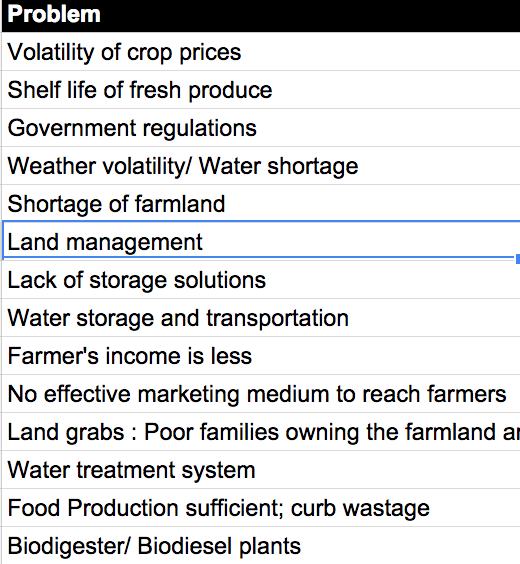 Problem
Volatility of crop prices
Shelf life of fresh produce
Government regulations
Weather volatility/ Water shortage
Shortage of farmland
Land management
Lack of storage solutions
Water storage and transportation
Farmer's income is less
No effective marketing medium to reach farmers
Land grabs : Poor families owning the farmland
Water treatment system
Food Production sufficient; curb wastage
Biodigester/ Biodiesel plants